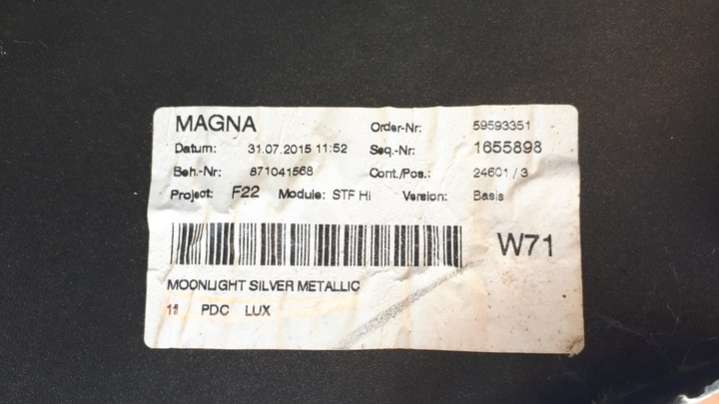 MAGNA Order-Nr: 59593351
Datum: 31.07.2015 11:52 Seq.-Nr: 1655898
Beh.-Nr: 871041568 Cont./Pos.: 24601 / 3
Project: F22 Module: STF Hi Version: Basis
W71
MOONLIGHT SILVER METALLIC
11 PDC LUX